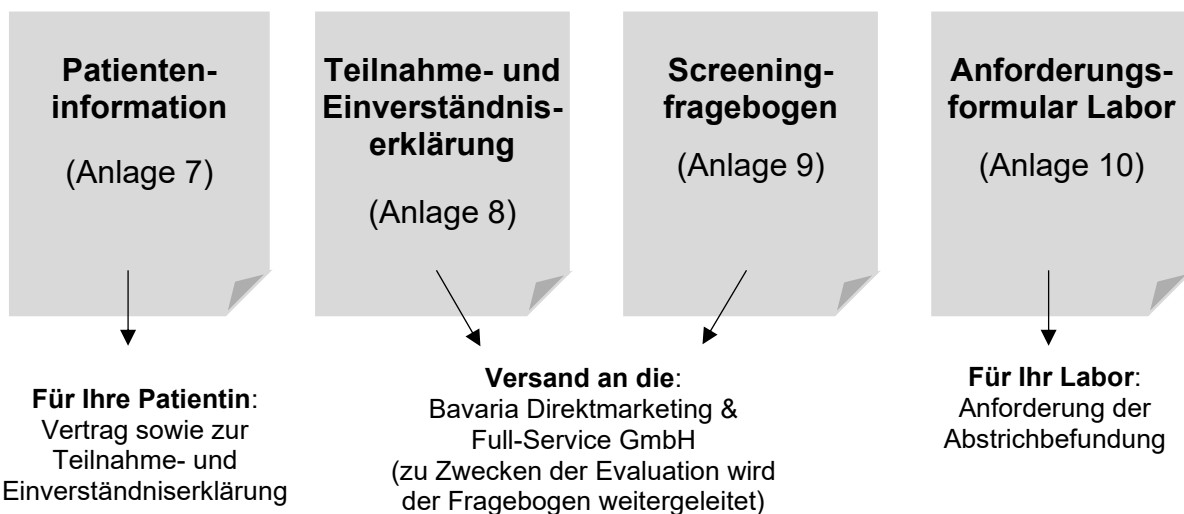 Patienten-
information
(Anlage 7)
Teilnahme- und
Einverständnis-
erklärung
(Anlage 8)
Screening-
fragebogen
(Anlage 9)
Anforderungs-
formular Labor
(Anlage 10)
Für Ihre Patientin:
Vertrag sowie zur
Teilnahme- und
Einverständniserklärung
Versand an die:
Bavaria Direktmarketing &
Full-Service GmbH
(zu Zwecken der Evaluation wird
der Fragebogen weitergeleitet)
Für Ihr Labor:
Anforderung der
Abstrichbefundung